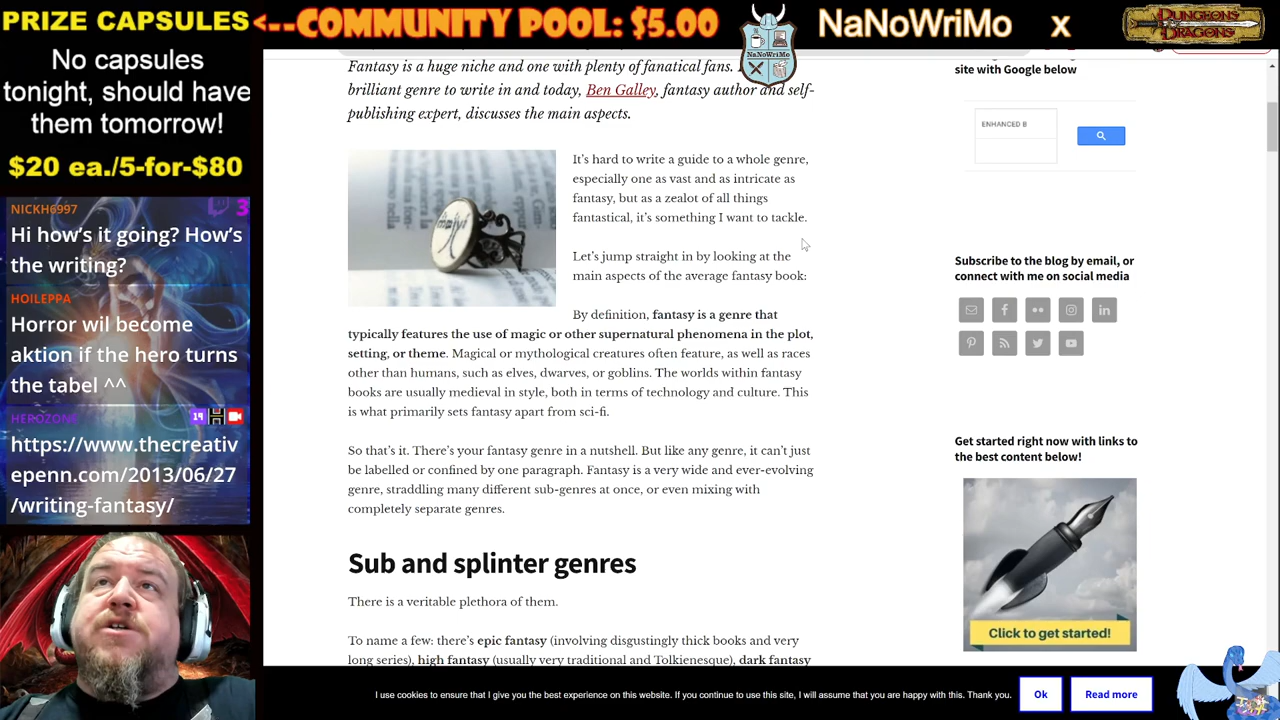 PRIZE CAPSULES
<--COMMUNITY POOL: $5.00
NaNoWriMo
X
DUNGEONS
DRAGONS
No capsules
tonight, should have
them tomorrow!
$20 ea./5-for-$80
NICKH6997
3
Hi how's it going? How's
the writing?
HOILEPPA
Horror wil become
aktion if the hero turns
the tabel ^^
HEROZONE
19
https://www.thecreativ
epenn.com/2013/06/27
/writing-fantasy/
NaNoWriMo
Fantasy is a huge niche and one with plenty of fanatical fans.
brilliant genre to write in and today, Ben Galley, fantasy author and self-
publishing expert, discusses the main aspects.
It's hard to write a guide to a whole genre,
especially one as vast and as intricate as
fantasy, but as a zealot of all things
fantastical, it's something I want to tackle.
Let's jump straight in by looking at the
main aspects of the average fantasy book:
By definition, fantasy is a genre that
typically features the use of magic or other supernatural phenomena in the plot,
setting, or theme. Magical or mythological creatures often feature, as well as races
other than humans, such as elves, dwarves, or goblins. The worlds within fantasy
books are usually medieval in style, both in terms of technology and culture. This
is what primarily sets fantasy apart from sci-fi.
So that's it. There's your fantasy genre in a nutshell. But like any genre, it can't just
be labelled or confined by one paragraph. Fantasy is a very wide and ever-evolving
genre, straddling many different sub-genres at once, or even mixing with
completely separate genres.
Sub and splinter genres
There is a veritable plethora of them.
To name a few: there's epic fantasy (involving disgustingly thick books and very
long series), high fantasy (usually very traditional and Tolkienesque), dark fantasy
site with Google below
ENHANCED B
Subscribe to the blog by email, or
connect with me on social media
Get started right now with links to
the best content below!
Click to get started!
I use cookies to ensure that I give you the best experience on this website. If you continue to use this site, I will assume that you are happy with this. Thank you.
Ok
Read more